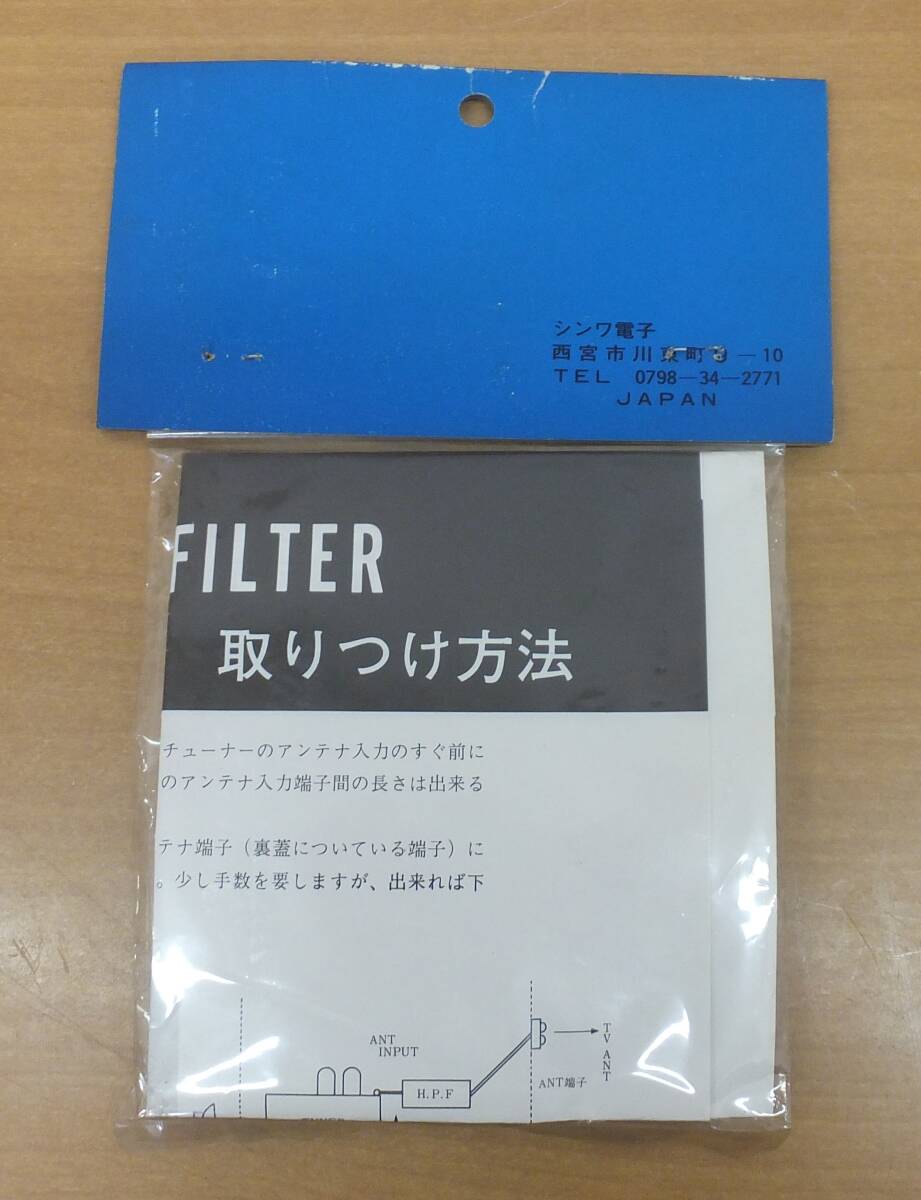 シンワ電子
西宮市川東町9—10
TEL 0798—34—2771
JAPAN
FILTER
取りつけ方法
チューナーのアンテナ入力のすぐ前に
のアンテナ入力端子間の長さは出来る
テナ端子(裏蓋についている端子)に
。少し手数を要しますが、出来れば下
ANT
INPUT
H.P.F
TV ANT
ANT端子
TUNER